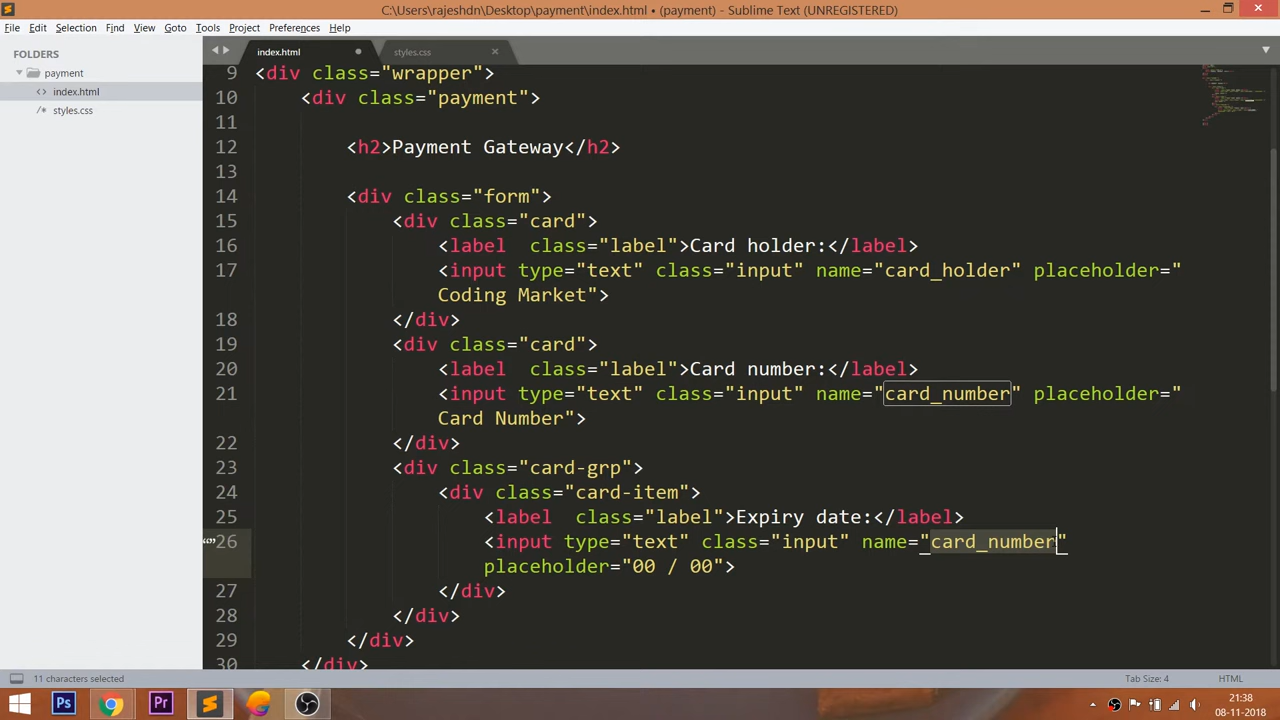 C:\Users\rajeshdn\Desktop\payment\index.html • (payment) - Sublime Text (UNREGISTERED)
File Edit Selection Find View Goto Tools Project Preferences Help
FOLDERS
payment
index.html
styles.css
index.html
styles.css
9 <div class="wrapper">
10 <div class="payment">
11
12 <h2>Payment Gateway</h2>
13
14 <div class="form">
15 <div class="card">
16 <label  class="label">Card holder:</label>
17 <input type="text" class="input" name="card_holder" placeholder="
Coding Market">
18 </div>
19 <div class="card">
20 <label  class="label">Card number:</label>
21 <input type="text" class="input" name="card_number" placeholder="
Card Number">
22 </div>
23 <div class="card-grp">
24 <div class="card-item">
25 <label  class="label">Expiry date:</label>
26 <input type="text" class="input" name="card_number"
placeholder="00 / 00">
27 </div>
28 </div>
29 </div>
30 </div>
11 characters selected
Tab Size: 4
HTML
Ps
Pr
21:38
08-11-2018